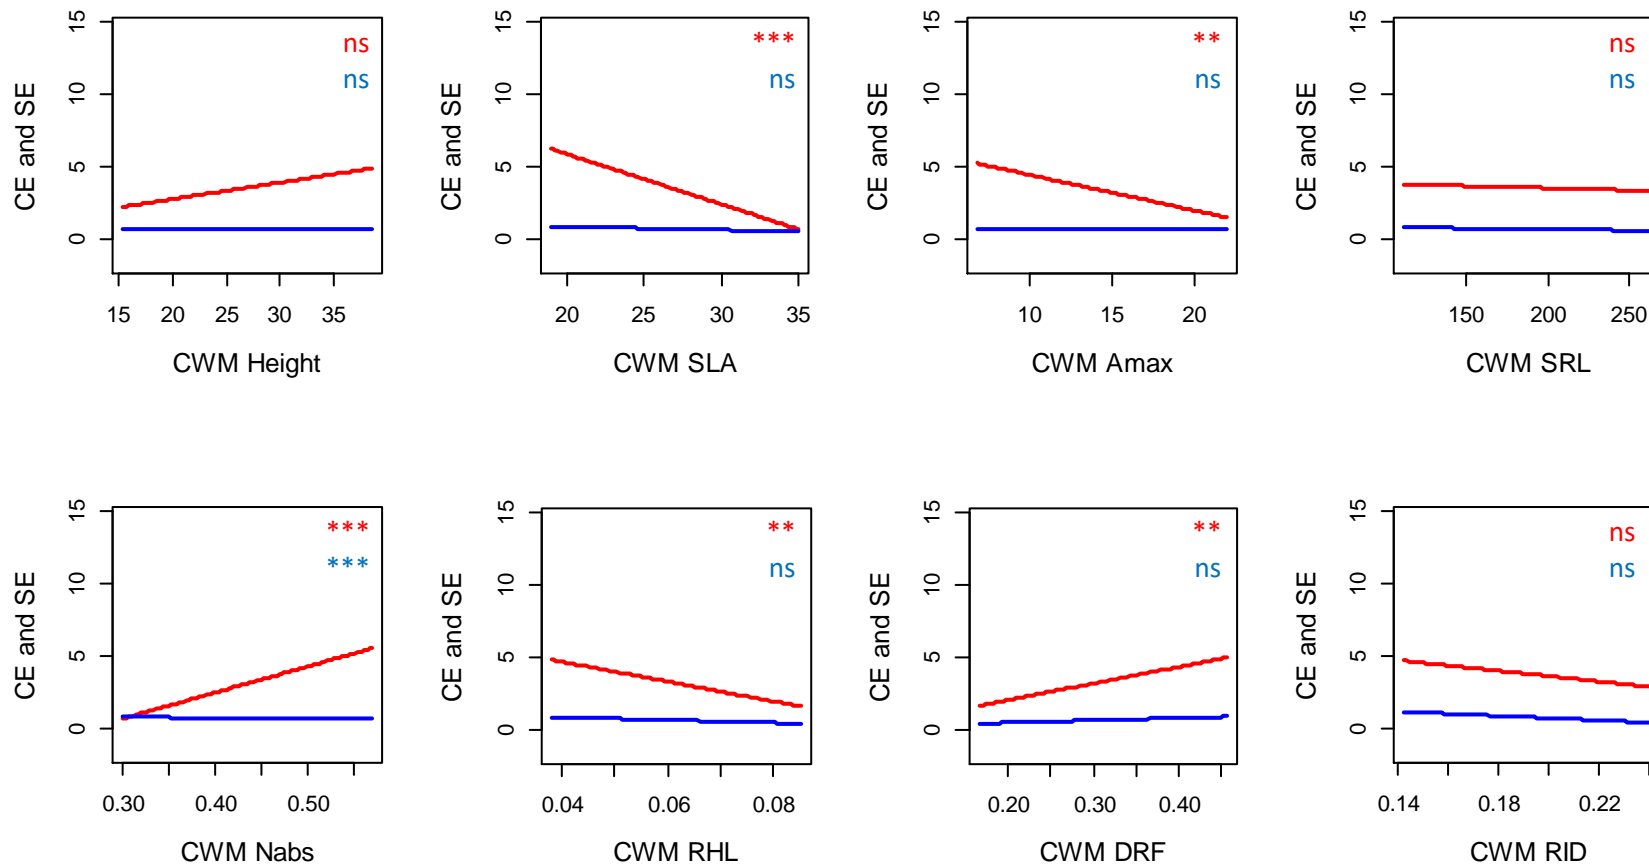 15
10
5
0
CE and SE
ns
ns
15 20 25 30 35
CWM Height
15
10
5
0
CE and SE
***
ns
20 25 30 35
CWM SLA
15
10
5
0
CE and SE
**
ns
10 15 20
CWM Amax
15
10
5
0
CE and SE
ns
ns
150 200 250
CWM SRL
15
10
5
0
CE and SE
***
***
0.30 0.40 0.50
CWM Nabs
15
10
5
0
CE and SE
**
ns
0.04 0.06 0.08
CWM RHL
15
10
5
0
CE and SE
**
ns
0.20 0.30 0.40
CWM DRF
15
10
5
0
CE and SE
ns
ns
0.14 0.18 0.22
CWM RID